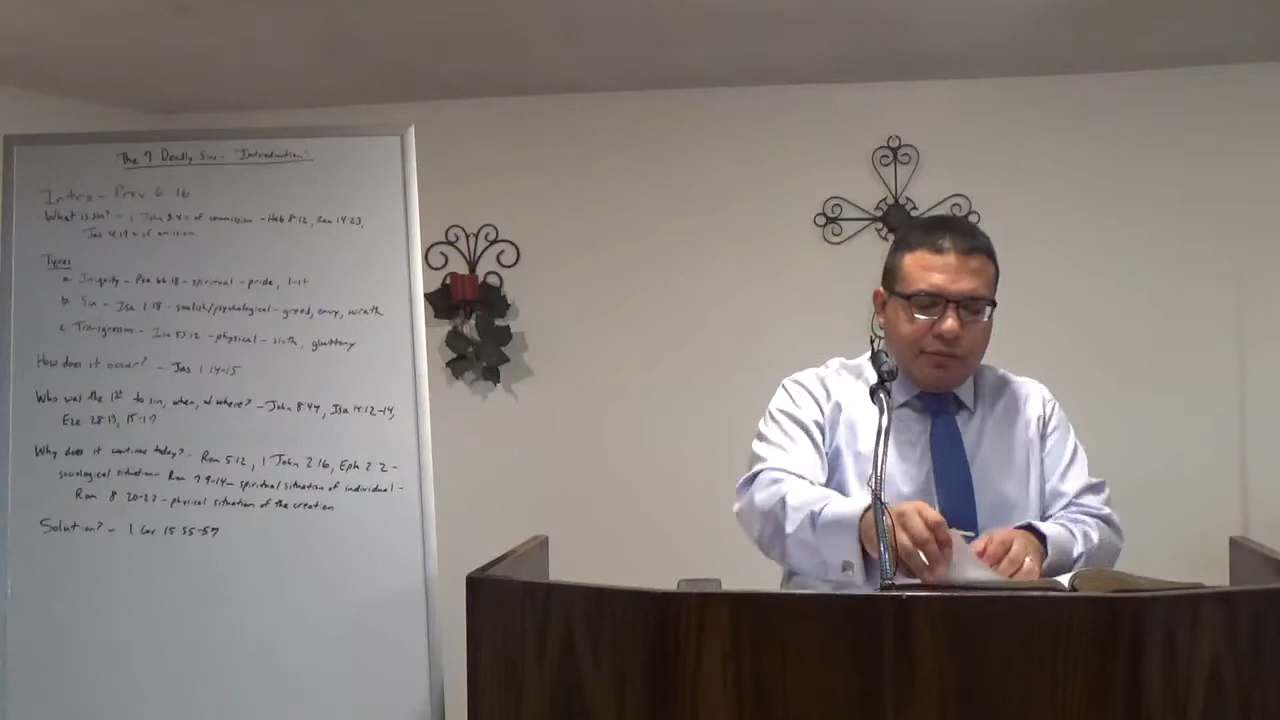 The 7 Deadly Sins: "Introduction"
Intro - Prov 6 16
What is sin? - 1 John 3:4 = of commission - Heb 8:12, Rom 14:23,
Jas 4:17 = of omission
Types
a. Iniquity - Psa 66 18 - spiritual - pride, lust
b. Sin - Isa 1:18 - soulish/psychological - greed, envy, wrath
c. Transgression - Isa 53:12 - physical - sloth, gluttony
How does it occur? - Jas 1 14-15
Who was the 1st to sin, when, & where? - John 8:44, Isa 14:12-14,
Eze 28:13, 15-17
Why does it continue today? - Rom 5 12, 1 John 2 16, Eph 2 2 -
sociological situation - Rom 7 9-14 - spiritual situation of individual -
Rom 8 20-22 - physical situation of the creation
Solution? - 1 Cor 15 55-57